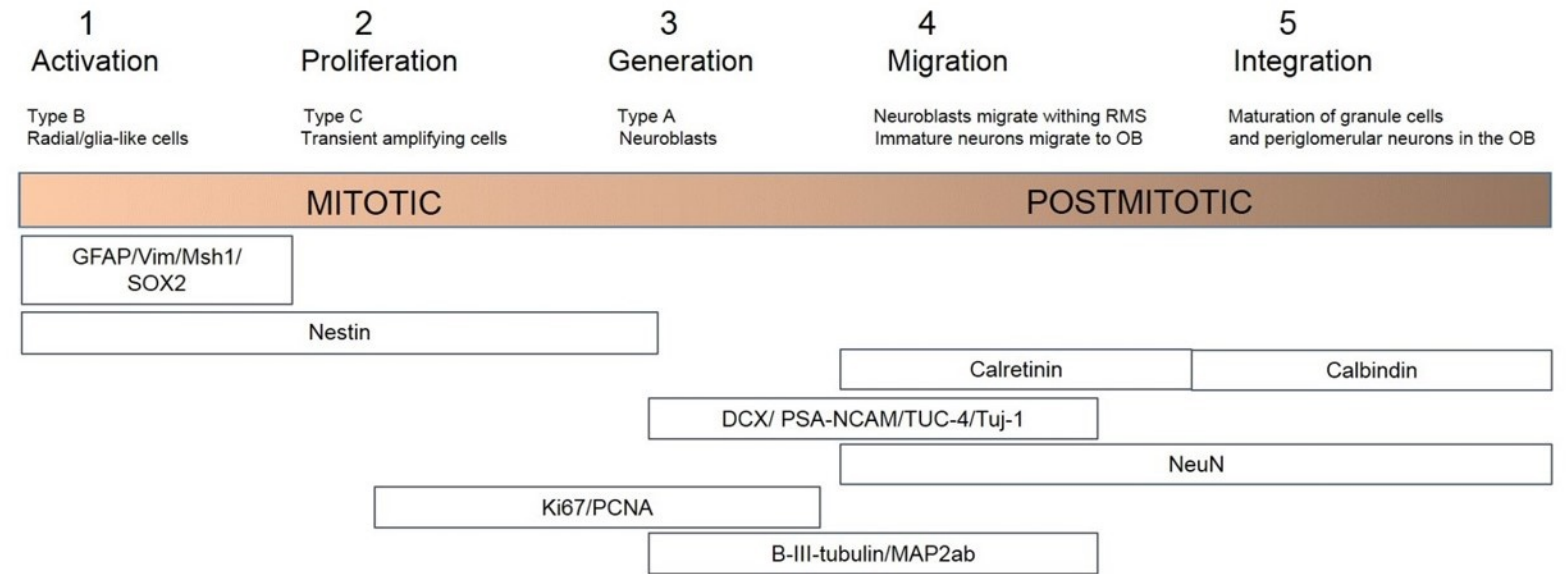 1
Activation
Type B
Radial/glia-like cells
2
Proliferation
Type C
Transient amplifying cells
3
Generation
Type A
Neuroblasts
4
Migration
Neuroblasts migrate withing RMS
Immature neurons migrate to OB
5
Integration
Maturation of granule cells
and periglomerular neurons in the OB
MITOTIC
POSTMITOTIC
GFAP/Vim/Msh1/
SOX2
Nestin
Calretinin
Calbindin
DCX/ PSA-NCAM/TUC-4/Tuj-1
NeuN
Ki67/PCNA
B-III-tubulin/MAP2ab